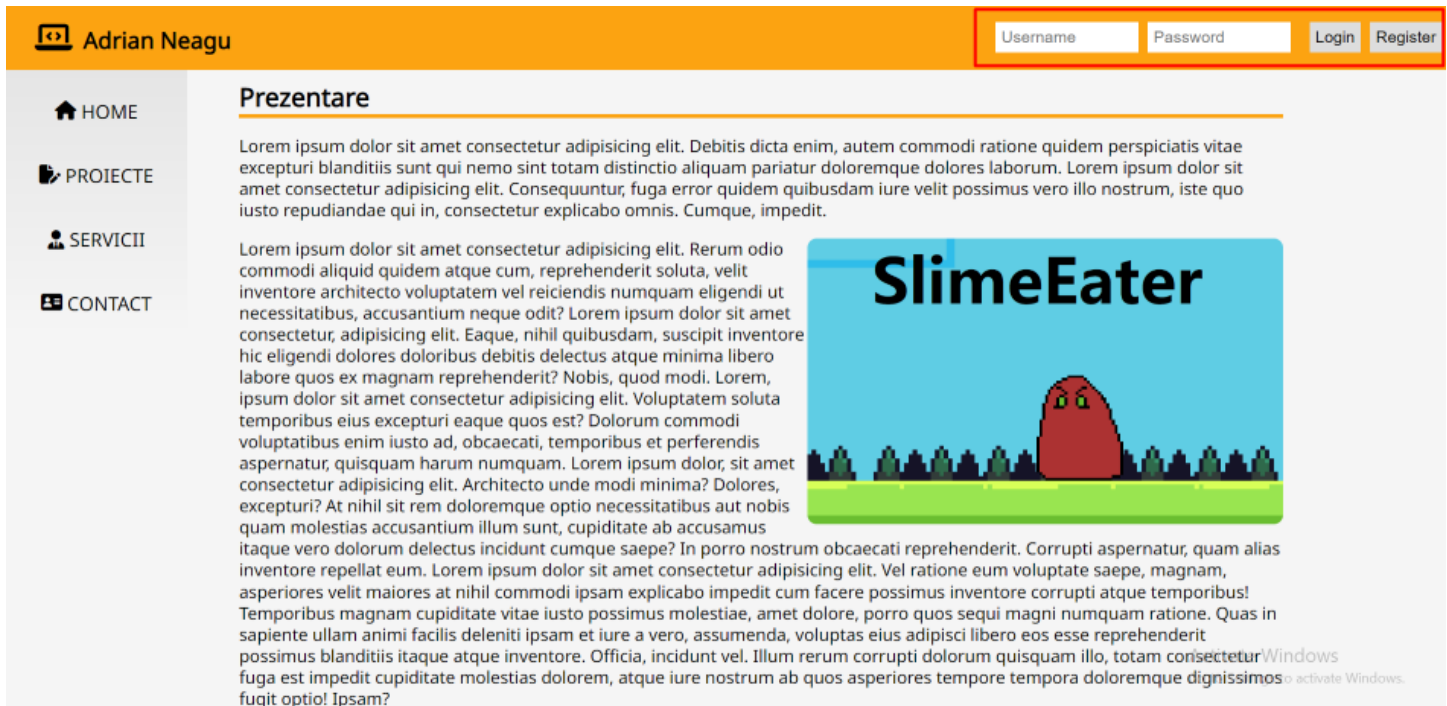 Adrian Neagu
Username
Password
Login
Register
HOME
PROIECTE
SERVICII
CONTACT
Prezentare
Lorem ipsum dolor sit amet consectetur adipisicing elit. Debitis dicta enim, autem commodi ratione quidem perspiciatis vitae
excepturi blanditiis sunt qui nemo sint totam distinctio aliquam pariatur doloremque dolores laborum. Lorem ipsum dolor sit
amet consectetur adipisicing elit. Consequuntur, fuga error quidem quibusdam iure velit possimus vero illo nostrum, iste quo
iusto repudiandae qui in, consectetur explicabo omnis. Cumque, impedit.
Lorem ipsum dolor sit amet consectetur adipisicing elit. Rerum odio
commodi aliquid quidem atque cum, reprehenderit soluta, velit
inventore architecto voluptatem vel reiciendis numquam eligendi ut
necessitatibus, accusantium neque odit? Lorem ipsum dolor sit amet
consectetur, adipisicing elit. Eaque, nihil quibusdam, suscipit inventore
hic eligendi dolores doloribus debitis delectus atque minima libero
labore quos ex magnam reprehenderit? Nobis, quod modi. Lorem,
ipsum dolor sit amet consectetur adipisicing elit. Voluptatem soluta
temporibus eius excepturi eaque quos est? Dolorum commodi
voluptatibus enim iusto ad, obcaecati, temporibus et perferendis
aspernatur, quisquam harum numquam. Lorem ipsum dolor, sit amet
consectetur adipisicing elit. Architecto unde modi minima? Dolores,
excepturi? At nihil sit rem doloremque optio necessitatibus aut nobis
quam molestias accusantium illum sunt, cupiditate ab accusamus
SlimeEater
itaque vero dolorum delectus incidunt cumque saepe? In porro nostrum obcaecati reprehenderit. Corrupti aspernatur, quam alias
inventore repellat eum. Lorem ipsum dolor sit amet consectetur adipisicing elit. Vel ratione eum voluptate saepe, magnam,
asperiores velit maiores at nihil commodi ipsam explicabo impedit cum facere possimus inventore corrupti atque temporibus!
Temporibus magnam cupiditate vitae iusto possimus molestiae, amet dolore, porro quos sequi magni numquam ratione. Quas in
sapiente ullam animi facilis deleniti ipsam et iure a vero, assumenda, voluptas eius adipisci libero eos esse reprehenderit
possimus blanditiis itaque atque inventore. Officia, incidunt vel. Illum rerum corrupti dolorum quisquam illo, totam consectetur
fuga est impedit cupiditate molestias dolorem, atque iure nostrum ab quos asperiores tempore tempora doloremque dignissimos
fugit optio! Ipsam?
Windows
to activate Windows.